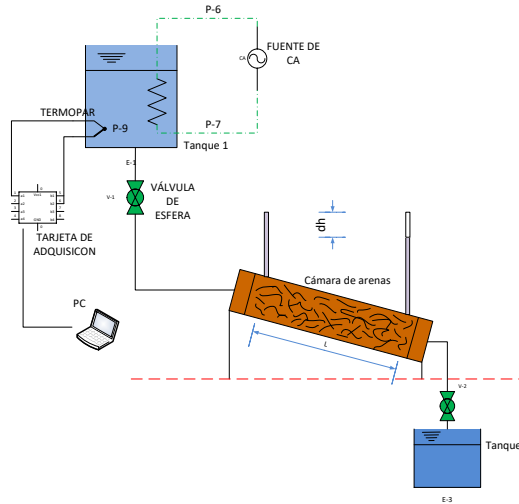 P-6
FUENTE DE
CA
CA
TERMOPAR
P-9
P-7
Tanque 1
E-1
V-1
VÁLVULA
DE
ESFERA
TARJETA DE
ADQUISICON
dh
Cámara de arenas
PC
L
V-2
Tanque
E-3